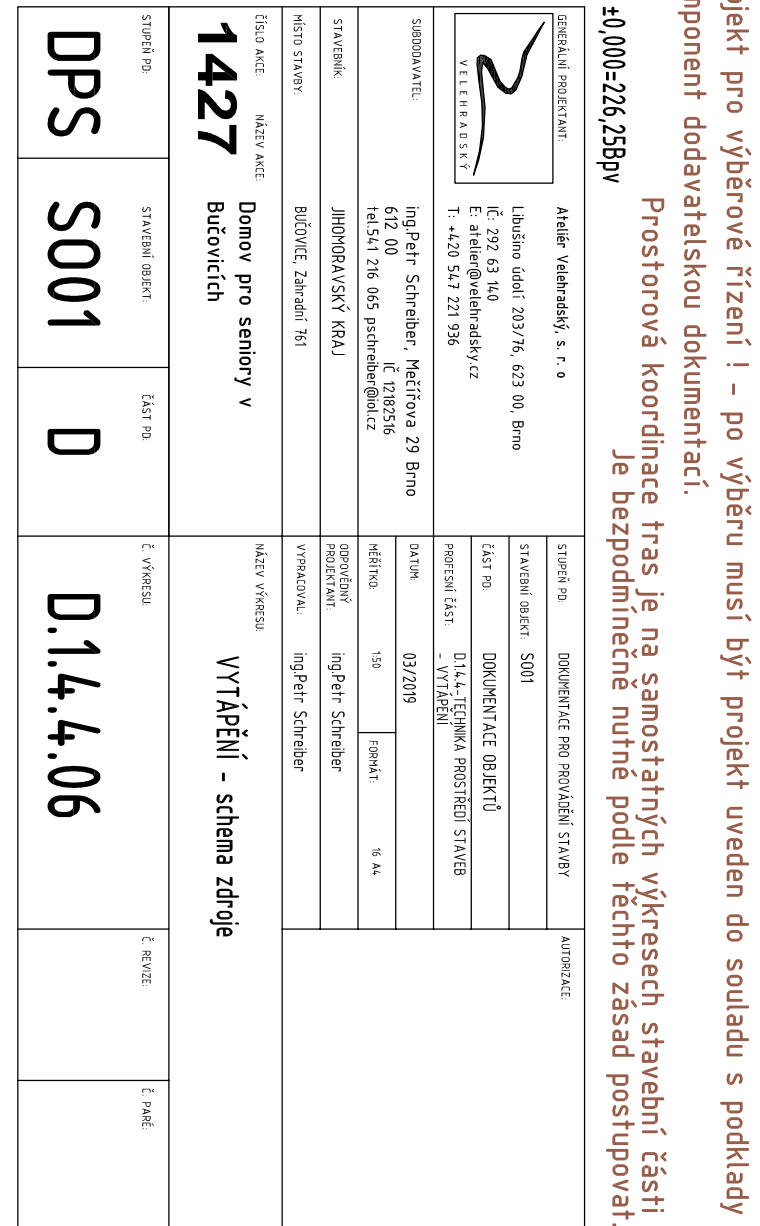 ojekt pro výběrové řízení ! - po výběru musí být projekt uveden do souladu s podklady
mponent dodavatelskou dokumentací.
Prostorová koordinace tras je na samostatných výkresech stavební části
Je bezpodmínečně nutné podle těchto zásad postupovat.
±0,000=226,25Bpv
GENERÁLNÍ PROJEKTANT:
VELEHRADSKÝ
Ateliér Velehradský, s. r. o
Libušino údolí 203/76, 623 00, Brno
IČ: 292 63 140
E: atelier@velehradsky.cz
T: +420 547 221 936
SUBDODAVATEL:
ing.Petr Schreiber, Mečířova 29 Brno
612 00
IČ 12182516
tel.541 216 065 pschreiber@iol.cz
STAVEBNÍK:
JIHOMORAVSKÝ KRAJ
MÍSTO STAVBY:
BUČOVICE, Zahradní 761
STUPEŇ PD:
DOKUMENTACE PRO PROVÁDĚNÍ STAVBY
STAVEBNÍ OBJEKT:
SO01
ČÁST PD:
DOKUMENTACE OBJEKTŮ
PROFESNÍ ČÁST:
D.1.4.4-TECHNIKA PROSTŘEDÍ STAVEB
- VYTÁPĚNÍ
DATUM:
03/2019
MĚŘÍTKO:
1:50
FORMÁT:
16 A4
ODPOVĚDNÝ
PROJEKTANT:
ing.Petr Schreiber
VYPRACOVAL:
ing.Petr Schreiber
AUTORIZACE:
ČÍSLO AKCE:
1427
NÁZEV AKCE:
Domov pro seniory v
Bučovicích
NÁZEV VÝKRESU:
VYTÁPĚNÍ - schema zdroje
STUPEŇ PD:
DPS
STAVEBNÍ OBJEKT:
SO01
ČÁST PD:
D
Č. VÝKRESU:
D.1.4.4.06
Č. REVIZE:
Č. PARÉ: